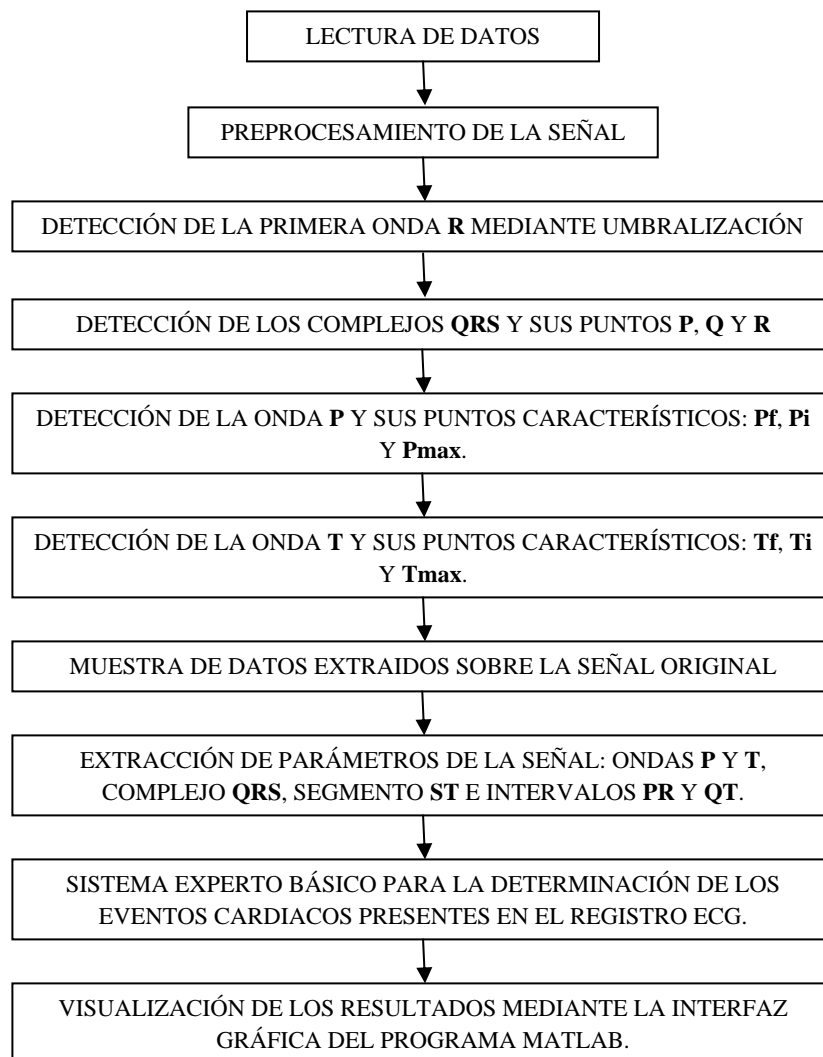 LECTURA DE DATOS
PREPROCESAMIENTO DE LA SEÑAL
DETECCIÓN DE LA PRIMERA ONDA R MEDIANTE UMBRALIZACIÓN
DETECCIÓN DE LOS COMPLEJOS QRS Y SUS PUNTOS P, Q Y R
DETECCIÓN DE LA ONDA P Y SUS PUNTOS CARACTERÍSTICOS: Pf, Pi
Y Pmax.
DETECCIÓN DE LA ONDA T Y SUS PUNTOS CARACTERÍSTICOS: Tf, Ti
Y Tmax.
MUESTRA DE DATOS EXTRAIDOS SOBRE LA SEÑAL ORIGINAL
EXTRACCIÓN DE PARÁMETROS DE LA SEÑAL: ONDAS P Y T,
COMPLEJO QRS, SEGMENTO ST E INTERVALOS PR Y QT.
SISTEMA EXPERTO BÁSICO PARA LA DETERMINACIÓN DE LOS
EVENTOS CARDIACOS PRESENTES EN EL REGISTRO ECG.
VISUALIZACIÓN DE LOS RESULTADOS MEDIANTE LA INTERFAZ
GRÁFICA DEL PROGRAMA MATLAB.